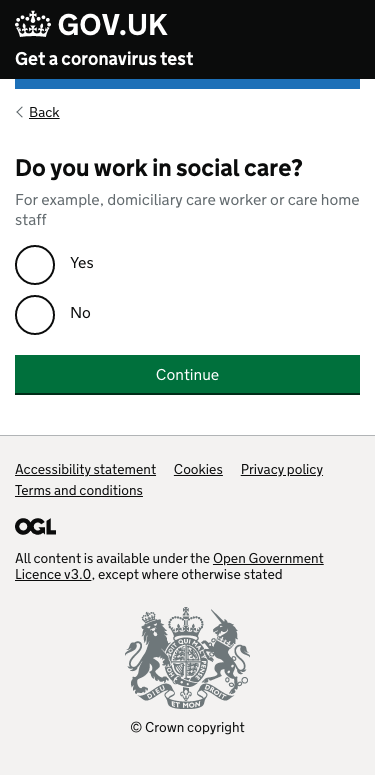 GOV.UK
Get a coronavirus test
Back
Do you work in social care?
For example, domiciliary care worker or care home
staff
Yes
No
Continue
Accessibility statement Cookies Privacy policy
Terms and conditions
OGL
All content is available under the Open Government
Licence v3.0, except where otherwise stated
DIEU ET MON DROIT
© Crown copyright